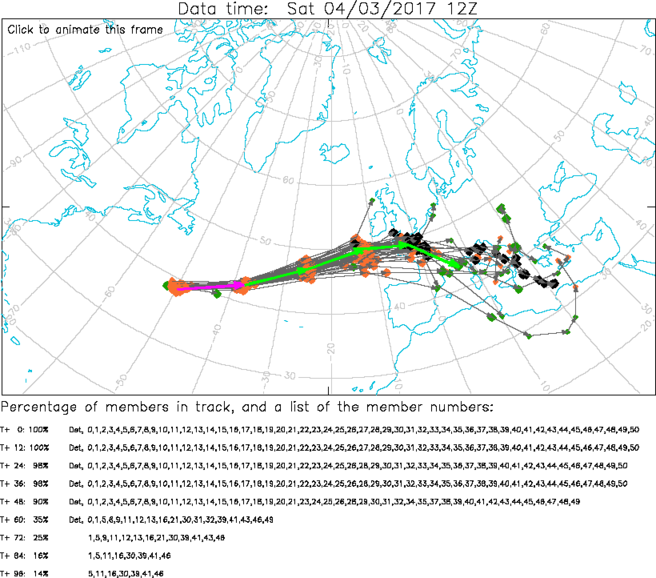 Data time: Sat 04/03/2017 12Z
Click to animate this frame
Percentage of members in track, and a list of the member numbers:
T+ 0: 100% Det, 0,1,2,3,4,5,6,7,8,9,10,11,12,13,14,15,16,17,18,19,20,21,22,23,24,25,26,27,28,29,30,31,32,33,34,35,36,37,38,39,40,41,42,43,44,45,46,47,48,49,50
T+ 12: 100% Det, 0,1,2,3,4,5,6,7,8,9,10,11,12,13,14,15,16,17,18,19,20,21,22,23,24,25,26,27,28,29,30,31,32,33,34,35,36,37,38,39,40,41,42,43,44,45,46,47,48,49,50
T+ 24: 98% Det, 0,1,2,3,4,5,6,7,8,9,10,11,12,13,14,15,16,17,18,19,20,21,22,23,24,25,26,28,29,30,31,32,33,34,35,36,37,38,39,40,41,42,43,44,45,46,47,48,49,50
T+ 36: 98% Det, 0,1,2,3,4,5,6,7,8,9,10,11,12,13,14,15,16,17,18,19,20,21,22,23,24,25,26,28,29,30,31,32,33,34,35,36,37,38,39,40,41,42,43,44,45,46,47,48,49,50
T+ 48: 90% Det, 0,1,2,3,4,5,6,7,8,9,10,11,12,13,14,15,16,17,18,19,20,21,23,24,25,26,28,29,30,31,32,34,35,37,38,39,40,41,42,43,44,45,46,47,48,49
T+ 60: 35% Det, 0,1,5,8,9,11,12,13,16,21,30,31,32,39,41,43,46,49
T+ 72: 25% 1,5,9,11,12,13,16,21,30,39,41,43,46
T+ 84: 16% 1,5,11,16,30,39,41,46
T+ 96: 14% 5,11,16,30,39,41,46